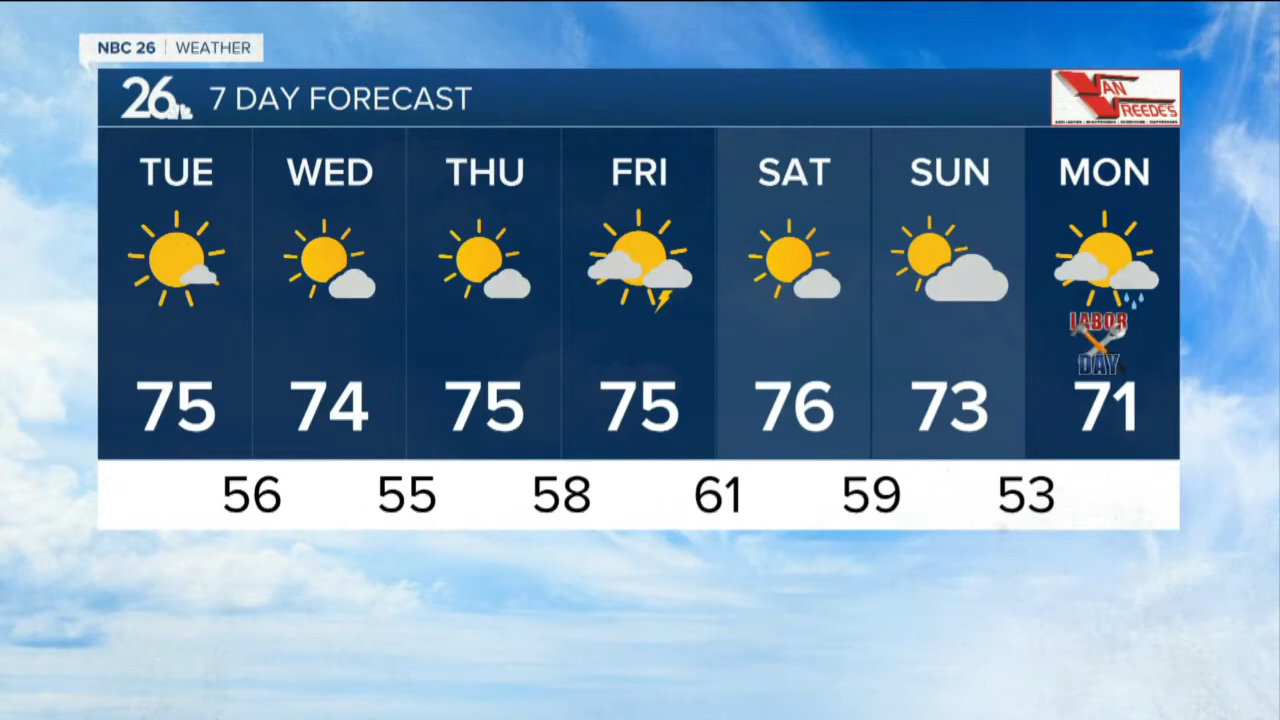 NBC 26 | WEATHER
26 7 DAY FORECAST
VAN VREEDE'S
TUE WED THU FRI SAT SUN MON
LABOR
DAY
75 74 75 75 76 73 71
56 55 58 61 59 53